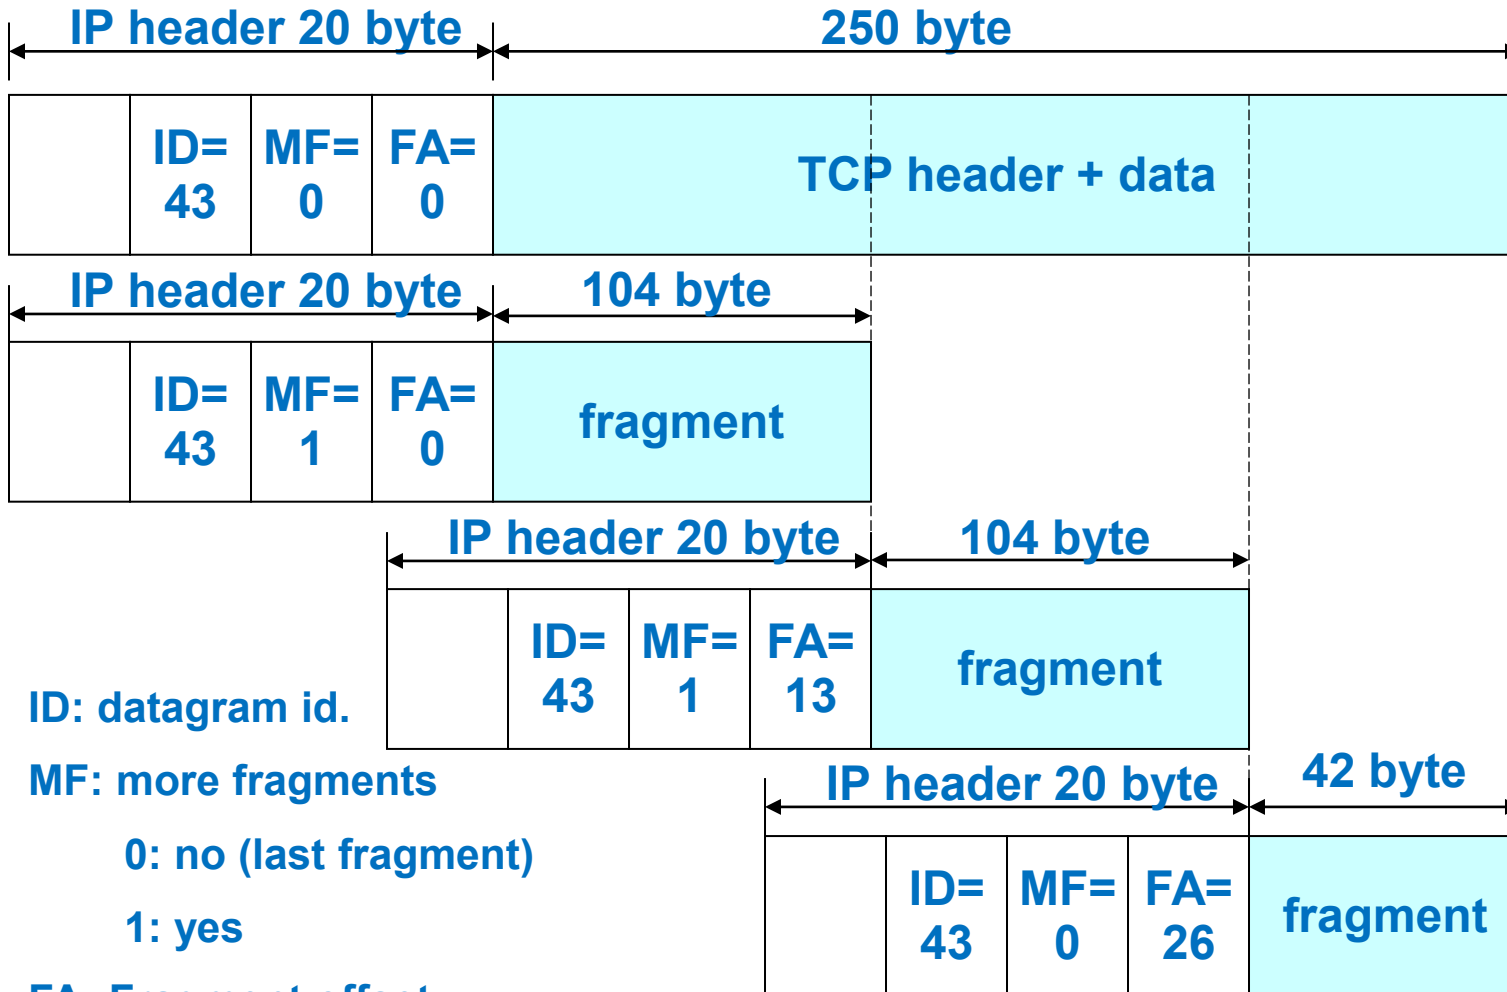 IP header 20 byte
250 byte
ID= 43
MF= 0
FA= 0
TCP header + data
IP header 20 byte
104 byte
ID= 43
MF= 1
FA= 0
fragment
IP header 20 byte
104 byte
ID= 43
MF= 1
FA= 13
fragment
ID: datagram id.
MF: more fragments
0: no (last fragment)
1: yes
IP header 20 byte
42 byte
ID= 43
MF= 0
FA= 26
fragment
FA: Fragment offset